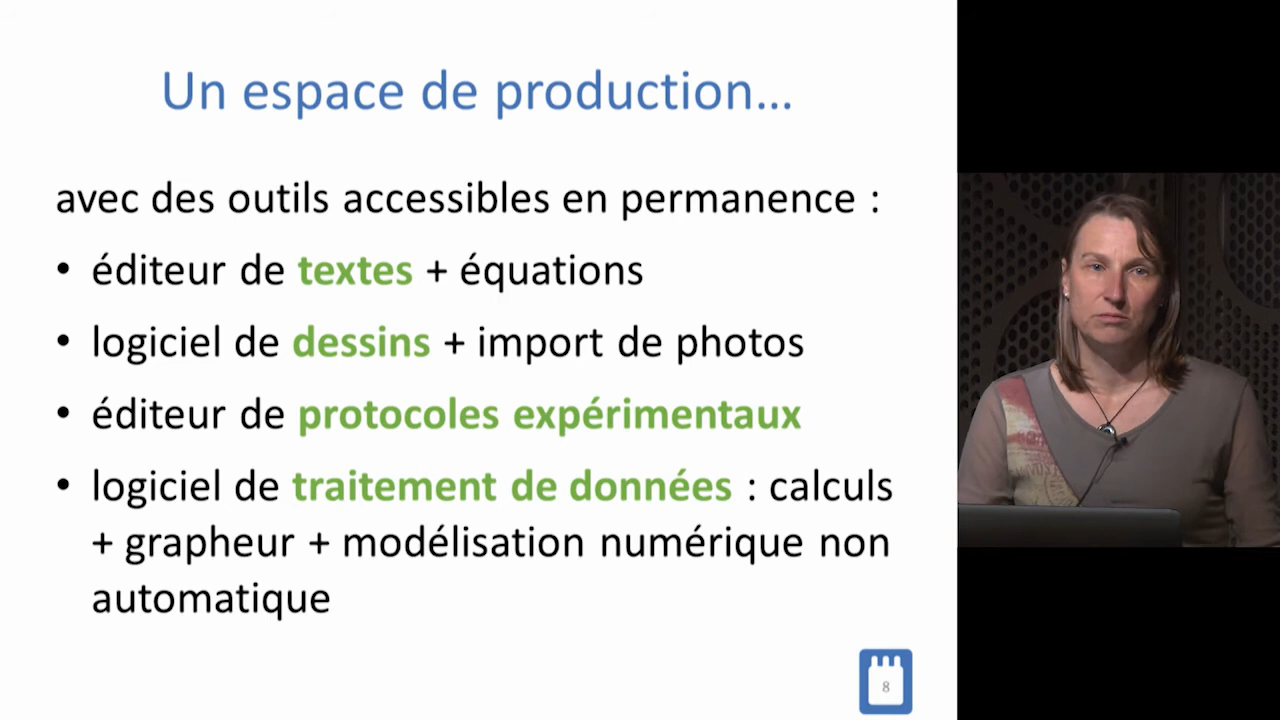 Un espace de production...
avec des outils accessibles en permanence :
• éditeur de textes + équations
• logiciel de dessins + import de photos
• éditeur de protocoles expérimentaux
• logiciel de traitement de données : calculs
+ grapheur + modélisation numérique non
automatique
8